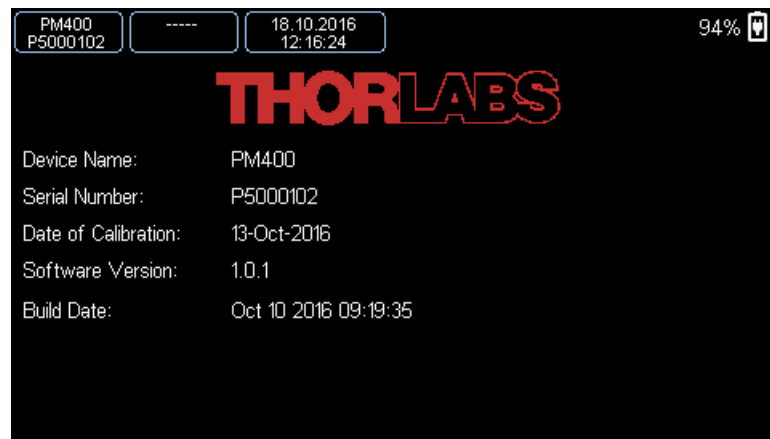 PM400
P5000102
-----
18.10.2016
12:16:24
94%
THORLABS
Device Name: PM400
Serial Number: P5000102
Date of Calibration: 13-Oct-2016
Software Version: 1.0.1
Build Date: Oct 10 2016 09:19:35